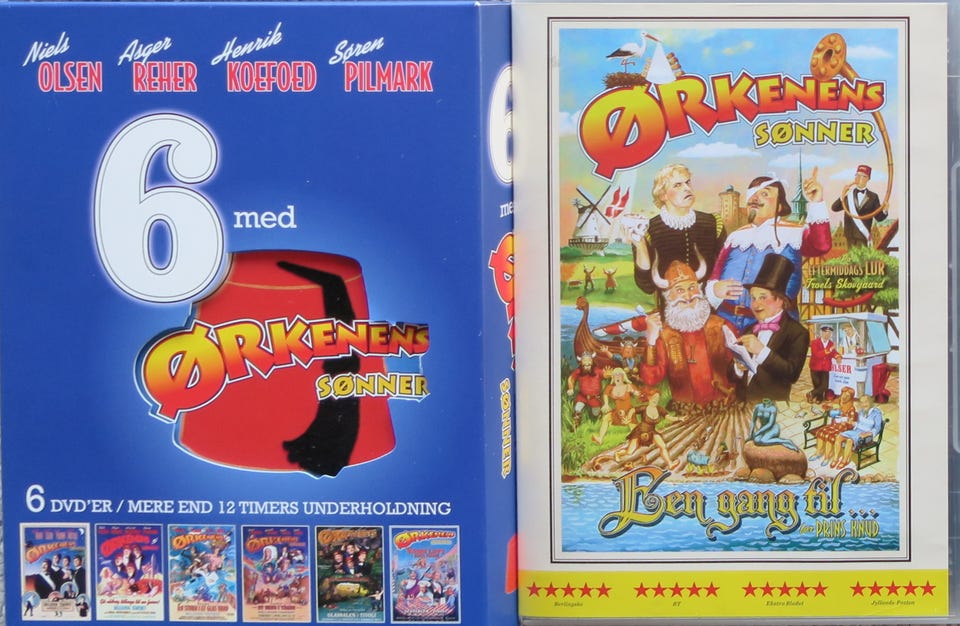 Niels OLSEN
Asger REHER
Henrik KOEFOED
Søren PILMARK
6 med
ØRKENENS
SØNNER
6 DVD'ER / MERE END 12 TIMERS UNDERHOLDNING
6
SØNNER
ØRKENENS
SØNNER
EFTERMIDDAGS LUR
Troels Skovgaard
Een gang til...
for PRINS KNUD
★★★★★ ★★★★★ ★★★★★ ★★★★★
Berlingske
BT
Ekstra Bladet
Jyllands-Posten